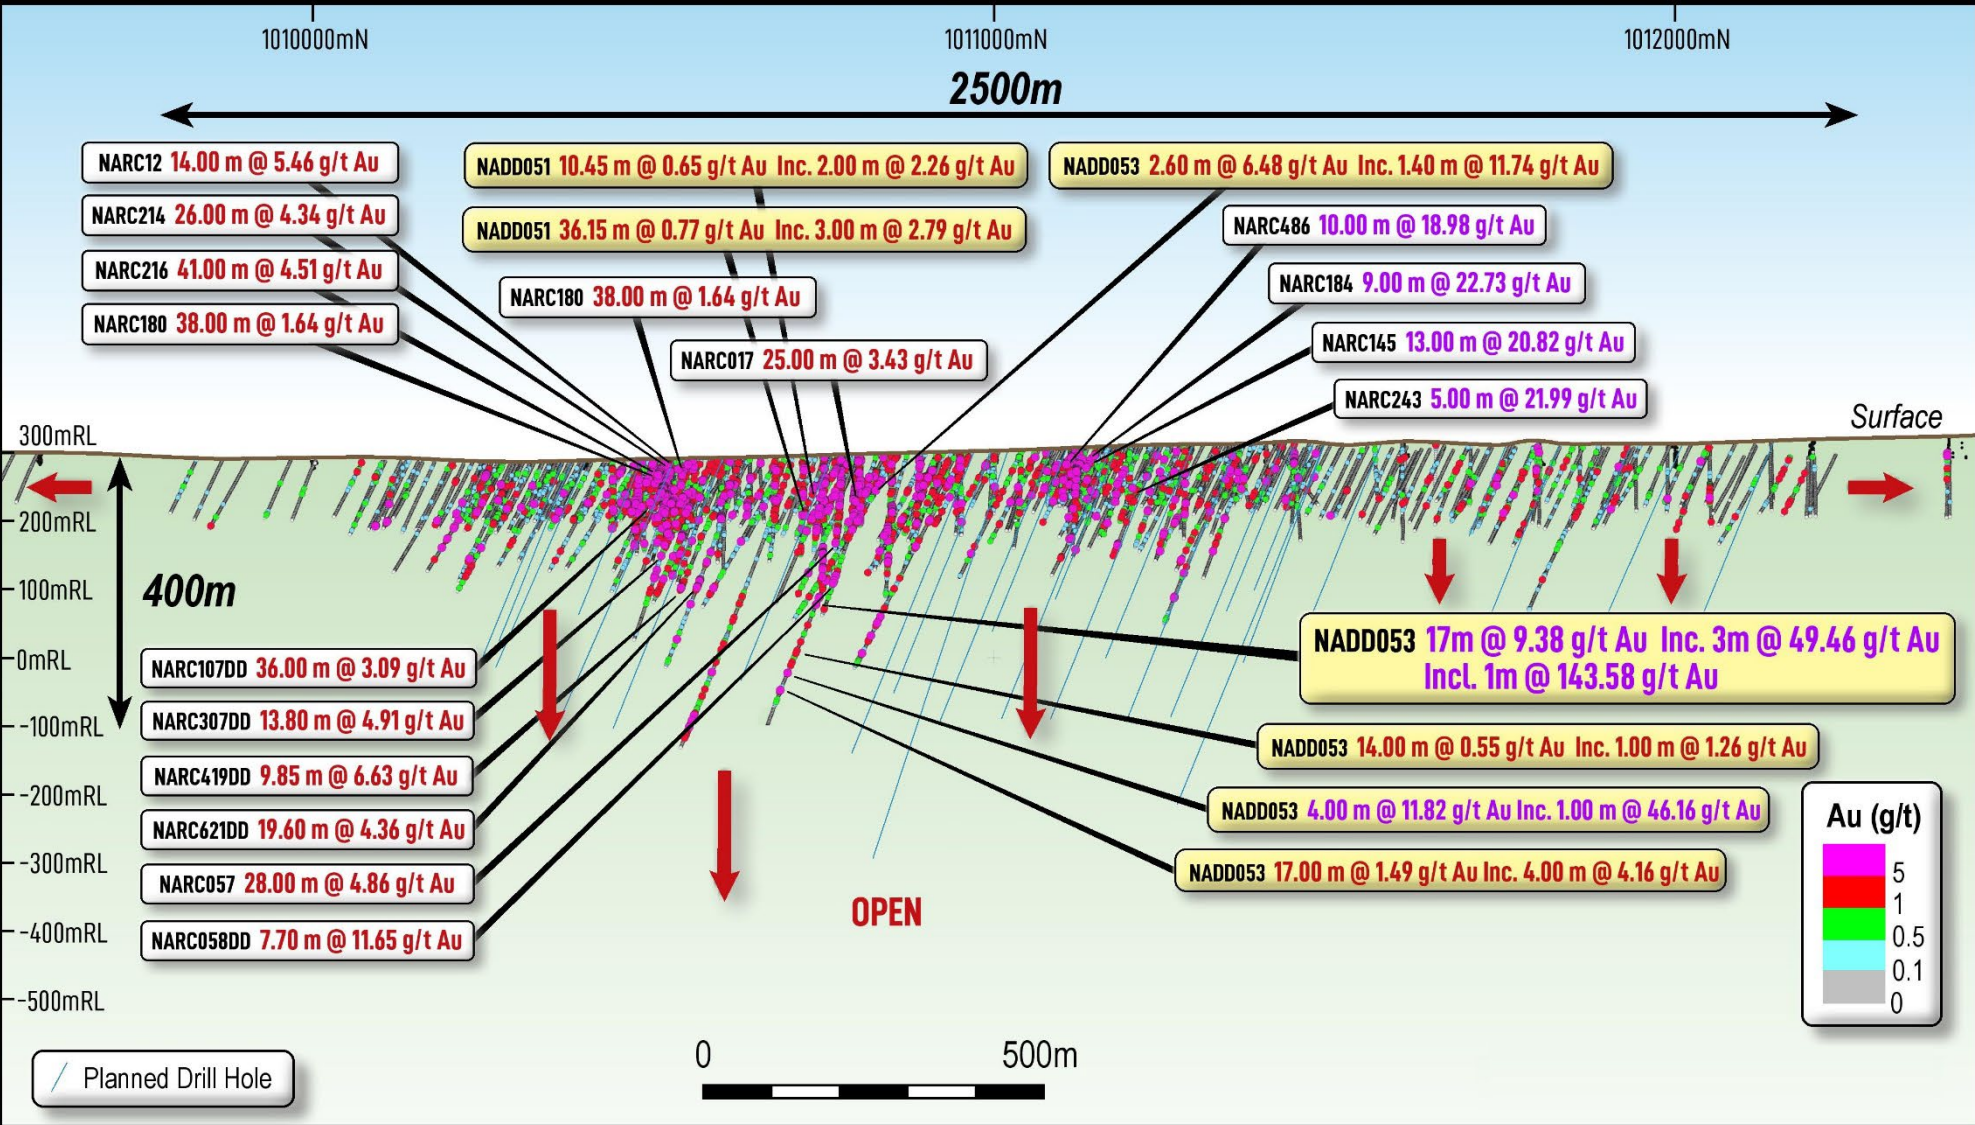 1010000mN
1011000mN
1012000mN
2500m
NARC12 14.00 m @ 5.46 g/t Au
NARC214 26.00 m @ 4.34 g/t Au
NARC216 41.00 m @ 4.51 g/t Au
NARC180 38.00 m @ 1.64 g/t Au
NADD051 10.45 m @ 0.65 g/t Au Inc. 2.00 m @ 2.26 g/t Au
NADD051 36.15 m @ 0.77 g/t Au Inc. 3.00 m @ 2.79 g/t Au
NARC180 38.00 m @ 1.64 g/t Au
NARC017 25.00 m @ 3.43 g/t Au
NADD053 2.60 m @ 6.48 g/t Au Inc. 1.40 m @ 11.74 g/t Au
NARC486 10.00 m @ 18.98 g/t Au
NARC184 9.00 m @ 22.73 g/t Au
NARC145 13.00 m @ 20.82 g/t Au
NARC243 5.00 m @ 21.99 g/t Au
Surface
300mRL
200mRL
100mRL
0mRL
-100mRL
-200mRL
-300mRL
-400mRL
-500mRL
400m
NARC107DD 36.00 m @ 3.09 g/t Au
NARC307DD 13.80 m @ 4.91 g/t Au
NARC419DD 9.85 m @ 6.63 g/t Au
NARC621DD 19.60 m @ 4.36 g/t Au
NARC057 28.00 m @ 4.86 g/t Au
NARC058DD 7.70 m @ 11.65 g/t Au
NADD053 17m @ 9.38 g/t Au Inc. 3m @ 49.46 g/t Au
Incl. 1m @ 143.58 g/t Au
NADD053 14.00 m @ 0.55 g/t Au Inc. 1.00 m @ 1.26 g/t Au
NADD053 4.00 m @ 11.82 g/t Au Inc. 1.00 m @ 46.16 g/t Au
NADD053 17.00 m @ 1.49 g/t Au Inc. 4.00 m @ 4.16 g/t Au
OPEN
Au (g/t)
5
1
0.5
0.1
0
0 500m
Planned Drill Hole